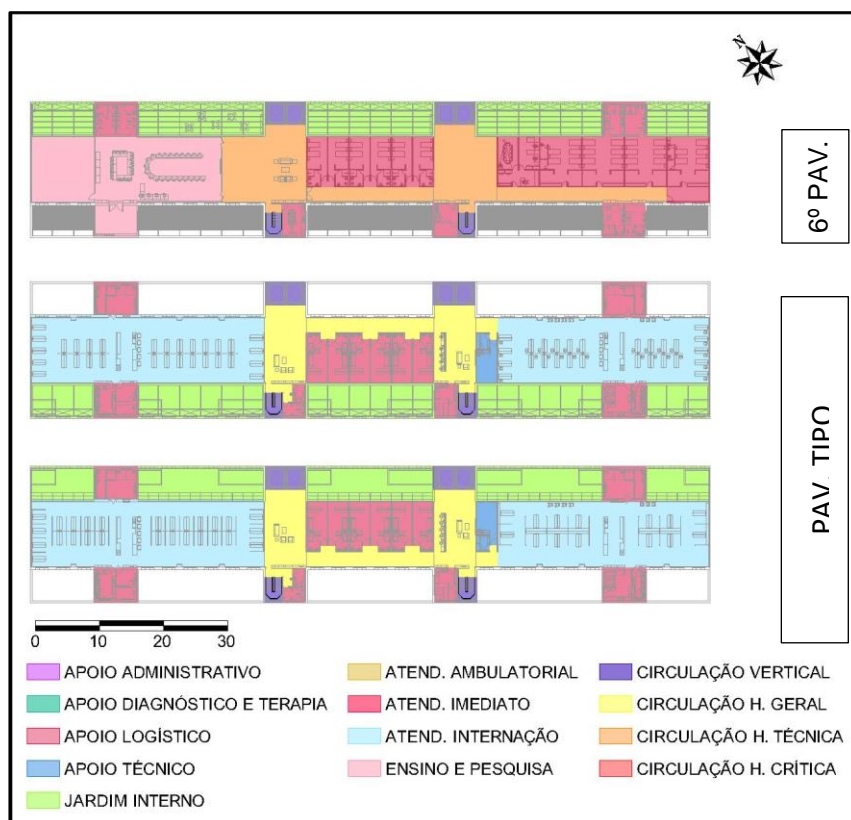 N
6º PAV.
PAV. TIPO
0 10 20 30
APOIO ADMINISTRATIVO
APOIO DIAGNÓSTICO E TERAPIA
APOIO LOGÍSTICO
APOIO TÉCNICO
JARDIM INTERNO
ATEND. AMBULATORIAL
ATEND. IMEDIATO
ATEND. INTERNAÇÃO
ENSINO E PESQUISA
CIRCULAÇÃO VERTICAL
CIRCULAÇÃO H. GERAL
CIRCULAÇÃO H. TÉCNICA
CIRCULAÇÃO H. CRÍTICA